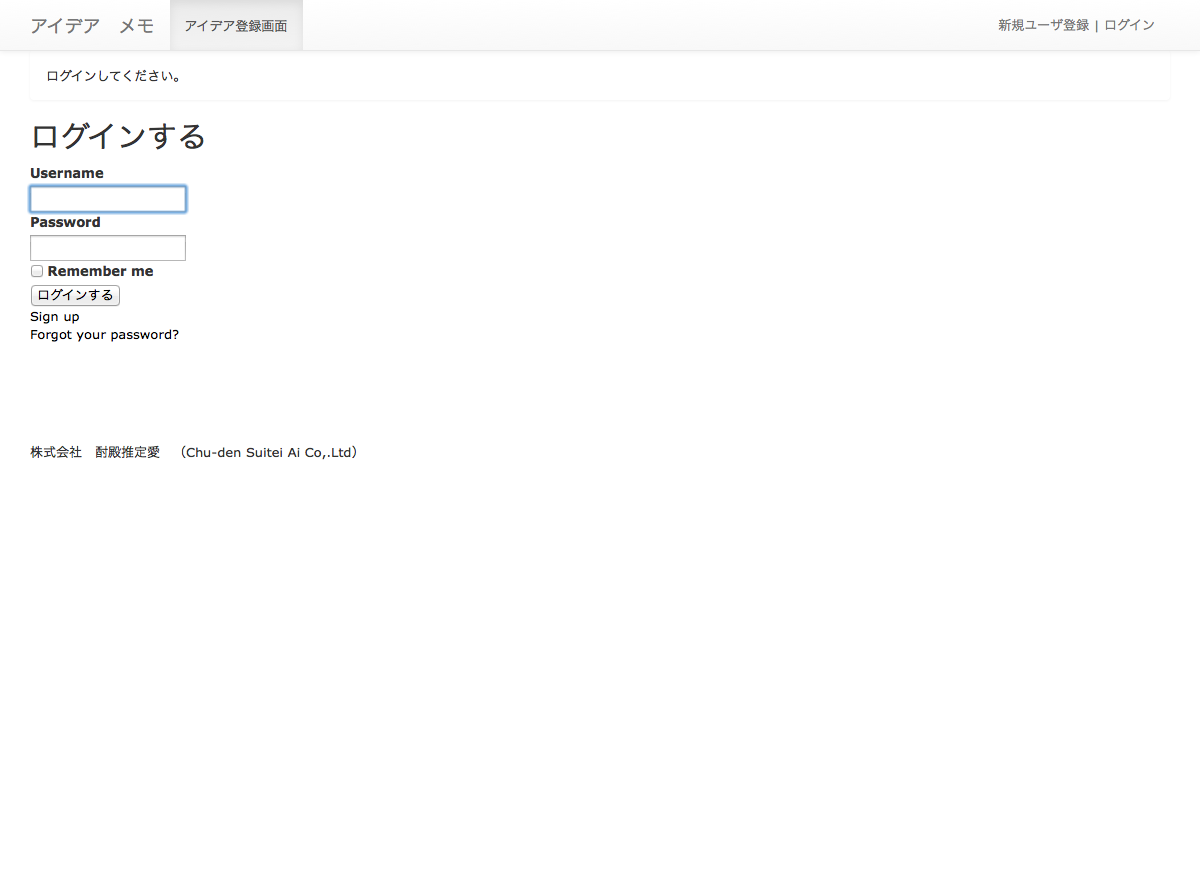 アイデア　メモ アイデア登録画面 新規ユーザ登録 | ログイン
ログインしてください。
ログインする
Username
Password
Remember me
ログインする
Sign up
Forgot your password?
株式会社　酎殿推定愛　（Chu-den Suitei Ai Co,.Ltd）